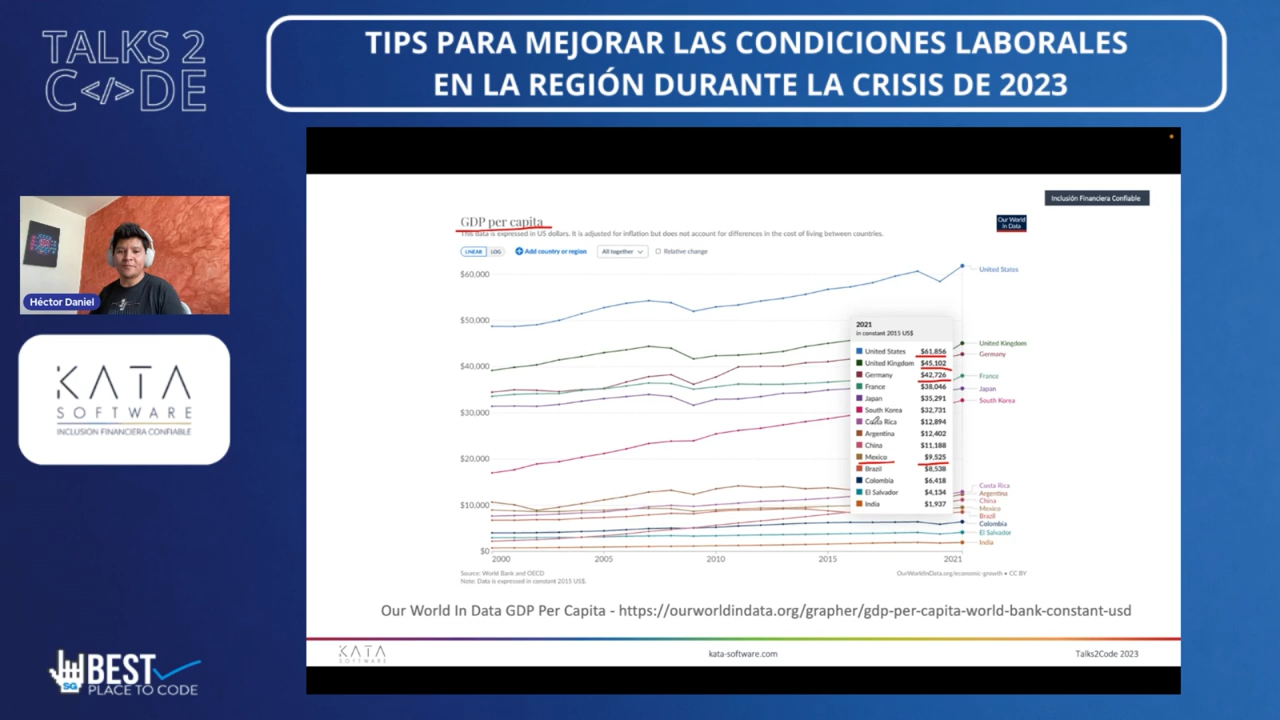 TALKS 2
C</>DE
TIPS PARA MEJORAR LAS CONDICIONES LABORALES
EN LA REGIÓN DURANTE LA CRISIS DE 2023
Héctor Daniel
KATA
SOFTWARE
INCLUSIÓN FINANCIERA CONFIABLE
SG
BEST
PLACE TO CODE
Inclusión Financiera Confiable
GDP per capita
Our World
in Data
This data is expressed in US dollars. It is adjusted for inflation but does not account for differences in the cost of living between countries.
LINEAR LOG
Add country or region
All together
Relative change
$60,000
$50,000
$40,000
$30,000
$20,000
$10,000
$0
2000
2005
2010
2015
2021
United States
United Kingdom
Germany
France
Japan
South Korea
Costa Rica
Argentina
China
Mexico
Brazil
Colombia
El Salvador
India
2021
in constant 2015 US$
United States $61,856
United Kingdom $45,102
Germany $42,726
France $38,046
Japan $35,291
South Korea $32,731
Costa Rica $12,894
Argentina $12,402
China $11,188
Mexico $9,525
Brazil $8,538
Colombia $6,418
El Salvador $4,134
India $1,937
Source: World Bank and OECD
Note: Data is expressed in constant 2015 US$.
OurWorldInData.org/economic-growth • CC BY
Our World In Data GDP Per Capita - https://ourworldindata.org/grapher/gdp-per-capita-world-bank-constant-usd
KATA
SOFTWARE
kata-software.com
Talks2Code 2023